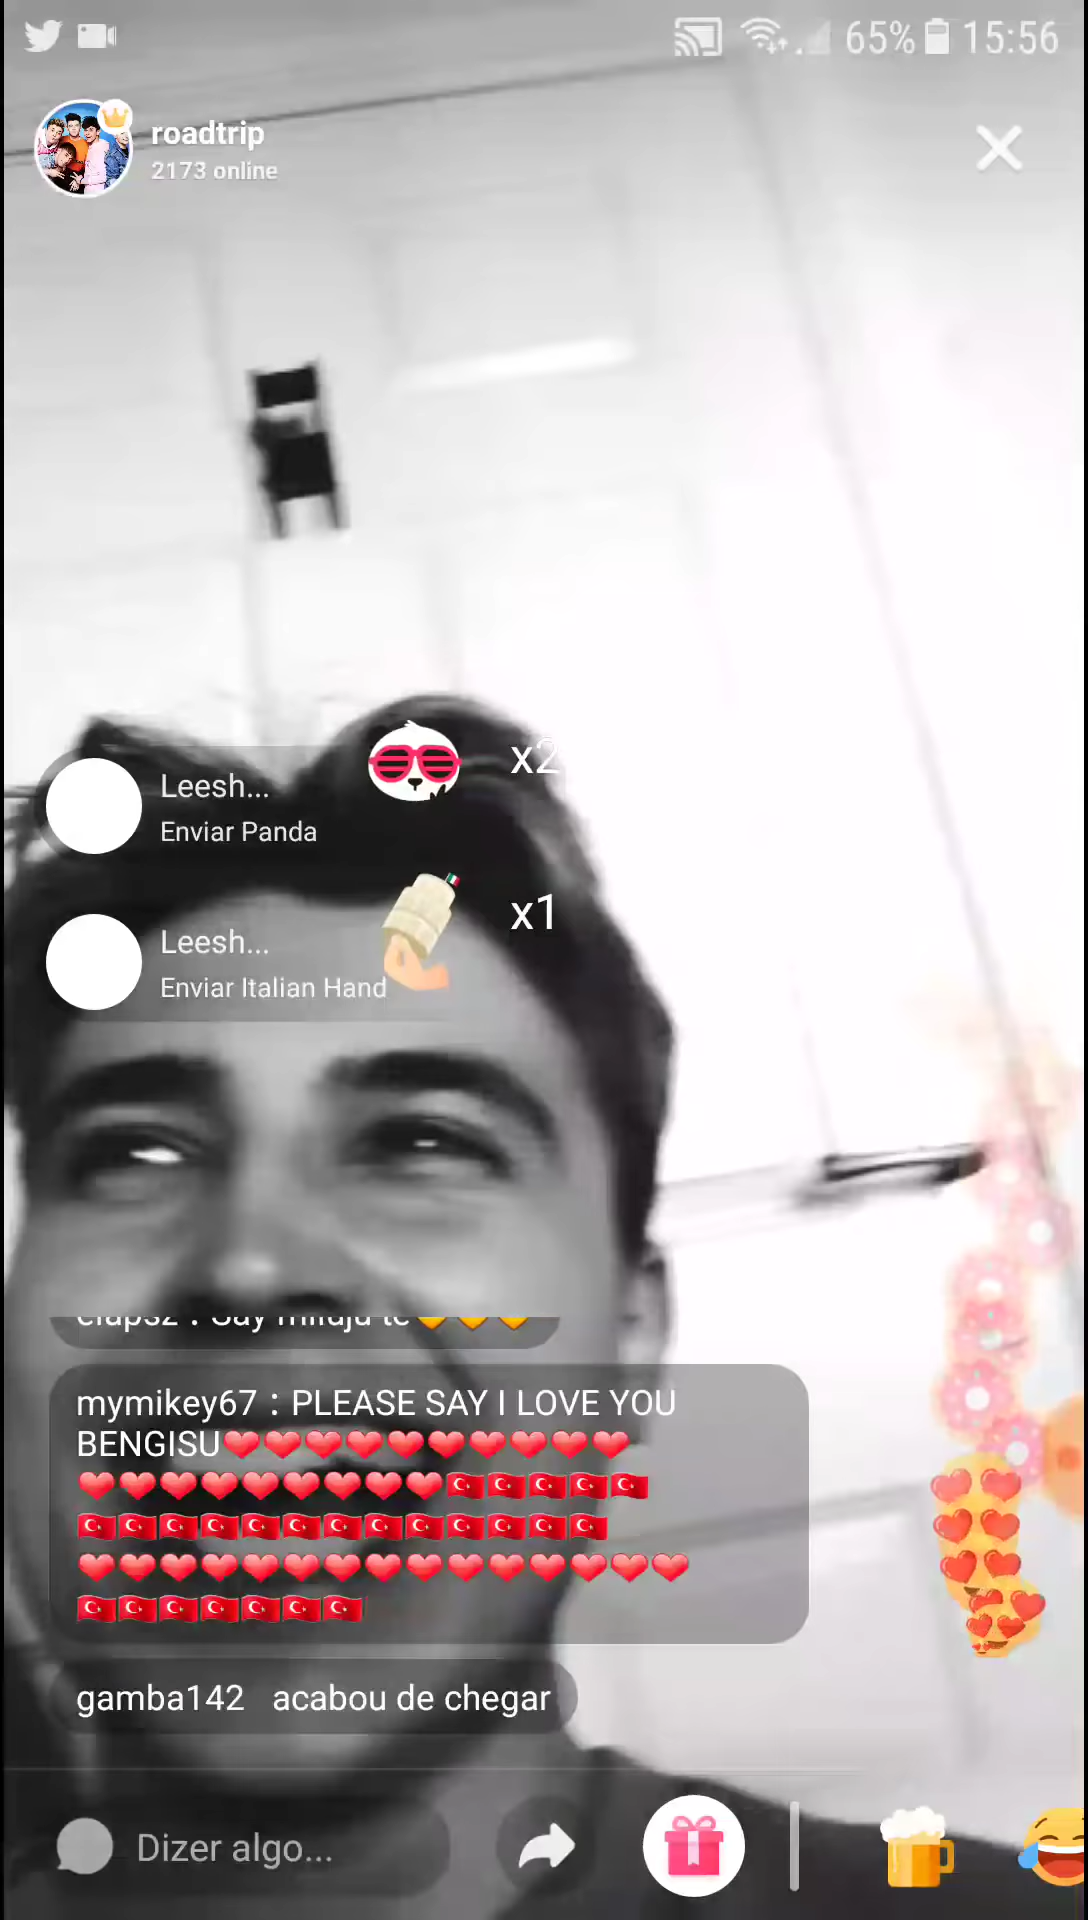 65% 15:56
roadtrip
2173 online
Leesh...
x2
Enviar Panda
Leesh...
x1
Enviar Italian Hand
mymikey67 : PLEASE SAY I LOVE YOU
BENGISU
gamba142 acabou de chegar
Dizer algo...